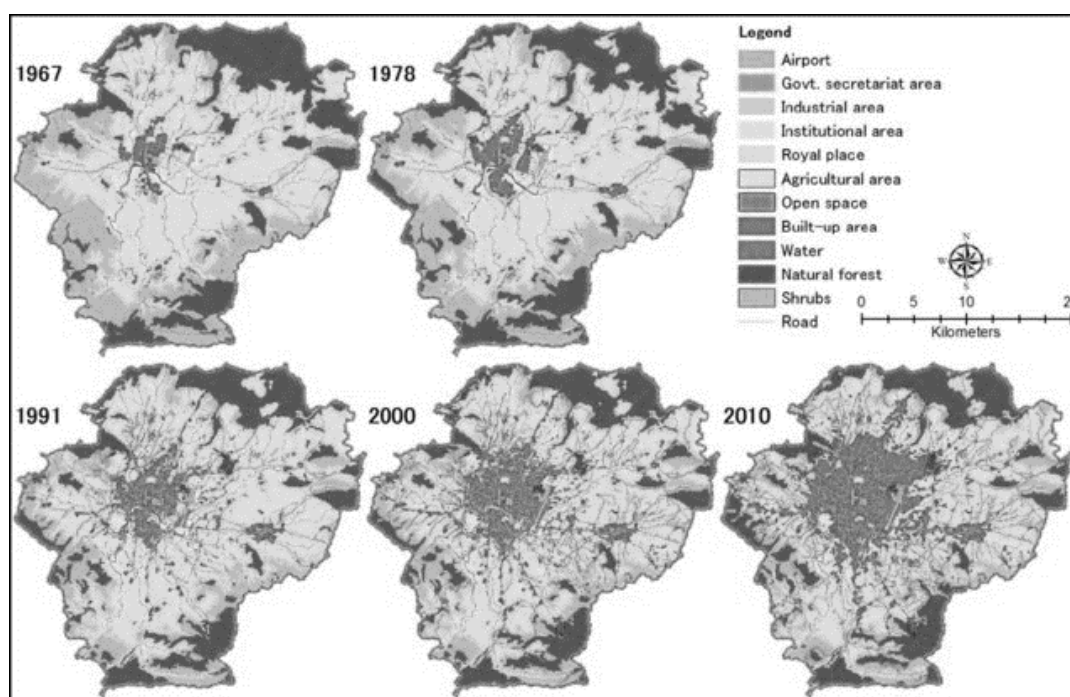 1967
1978
Legend
Airport
Govt. secretariat area
Industrial area
Institutional area
Royal place
Agricultural area
Open space
Built-up area
Water
Natural forest
Shrubs
Road
N
W E
S
0 5 10 2
Kilometers
1991
2000
2010